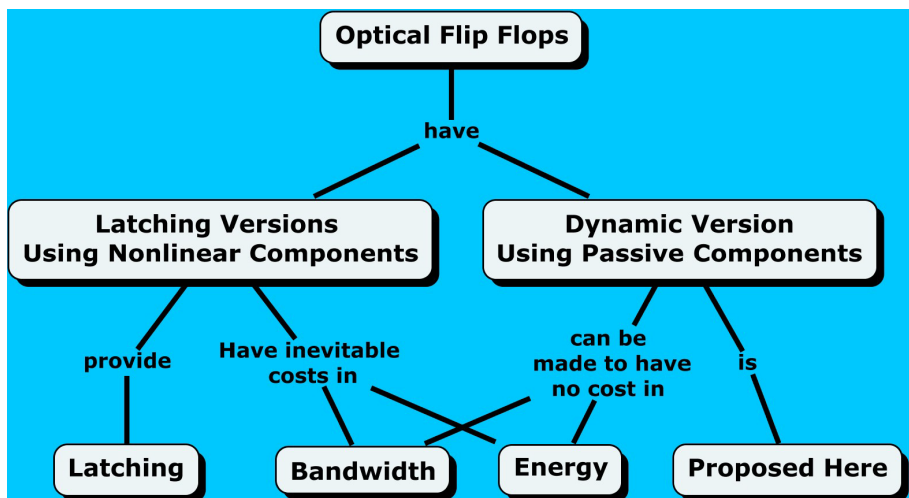 Optical Flip Flops
have
Latching Versions
Using Nonlinear Components
Dynamic Version
Using Passive Components
provide
Have inevitable
costs in
can be
made to have
no cost in
is
Latching
Bandwidth
Energy
Proposed Here